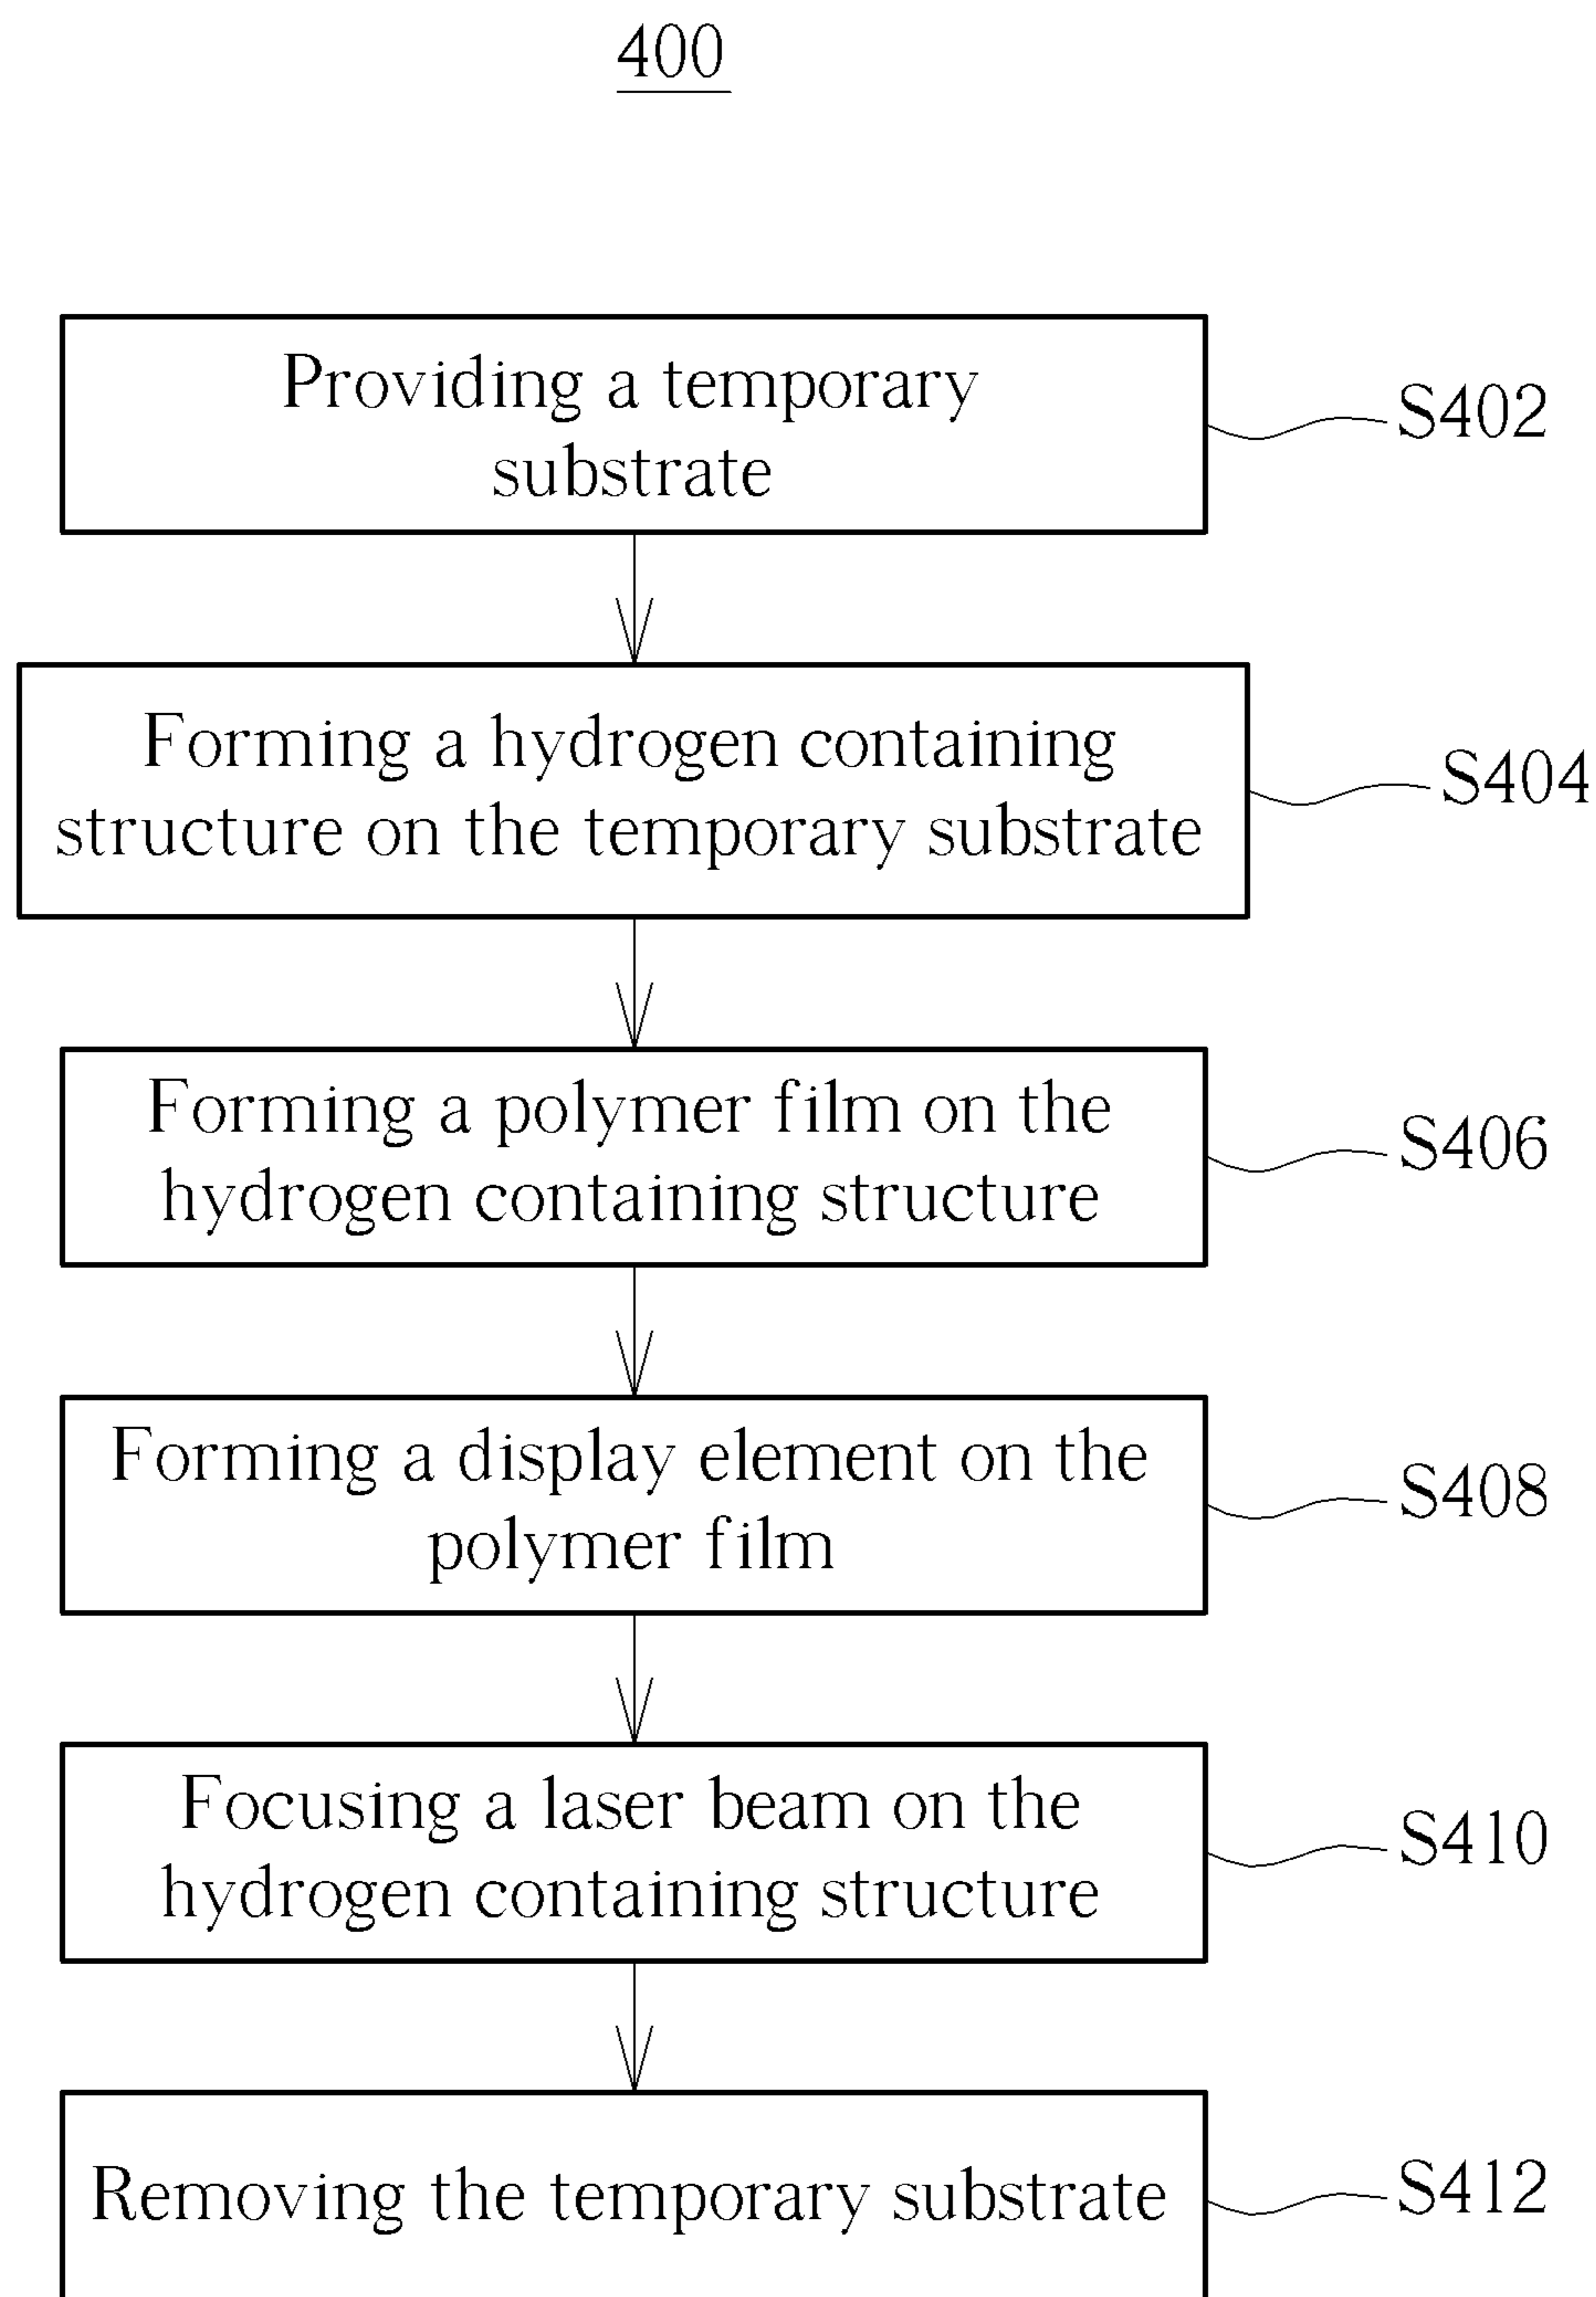 400
Providing a temporary
substrate
S402
Forming a hydrogen containing
structure on the temporary substrate
S404
Forming a polymer film on the
hydrogen containing structure
S406
Forming a display element on the
polymer film
S408
Focusing a laser beam on the
hydrogen containing structure
S410
Removing the temporary substrate
S412